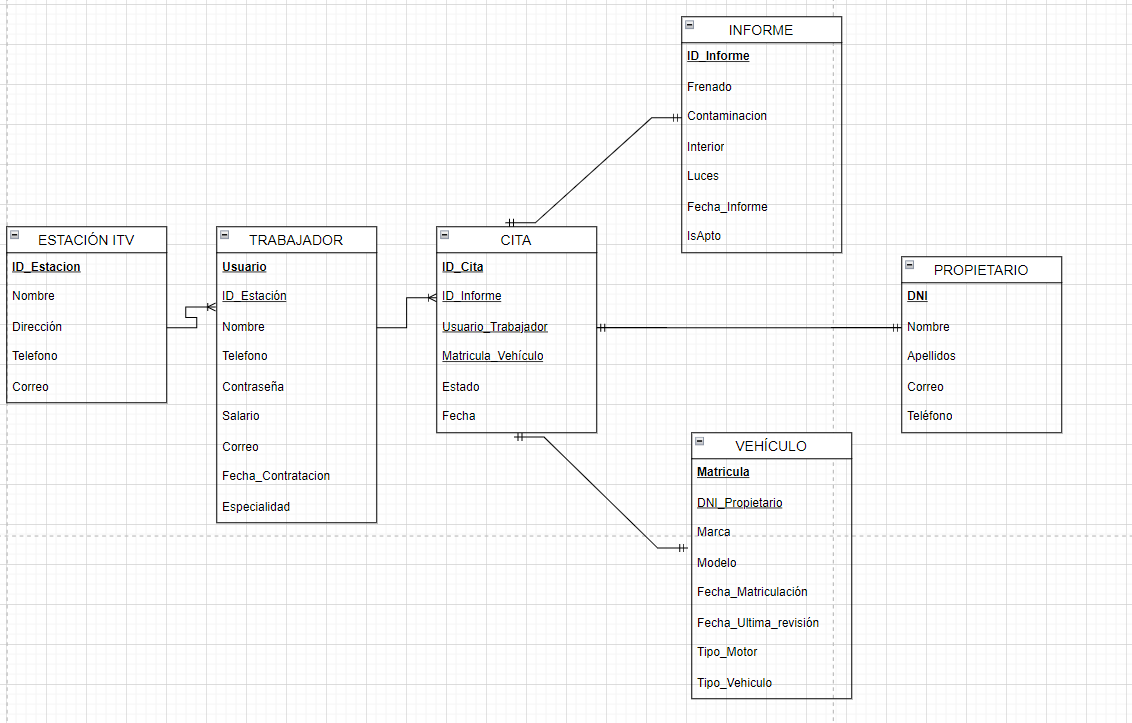 INFORME
ID_Informe
Frenado
Contaminacion
Interior
Luces
Fecha_Informe
IsApto
ESTACIÓN ITV
ID_Estacion
Nombre
Dirección
Telefono
Correo
TRABAJADOR
Usuario
ID_Estación
Nombre
Telefono
Contraseña
Salario
Correo
Fecha_Contratacion
Especialidad
CITA
ID_Cita
ID_Informe
Usuario_Trabajador
Matricula_Vehículo
Estado
Fecha
PROPIETARIO
DNI
Nombre
Apellidos
Correo
Teléfono
VEHÍCULO
Matricula
DNI_Propietario
Marca
Modelo
Fecha_Matriculación
Fecha_Ultima_revisión
Tipo_Motor
Tipo_Vehiculo